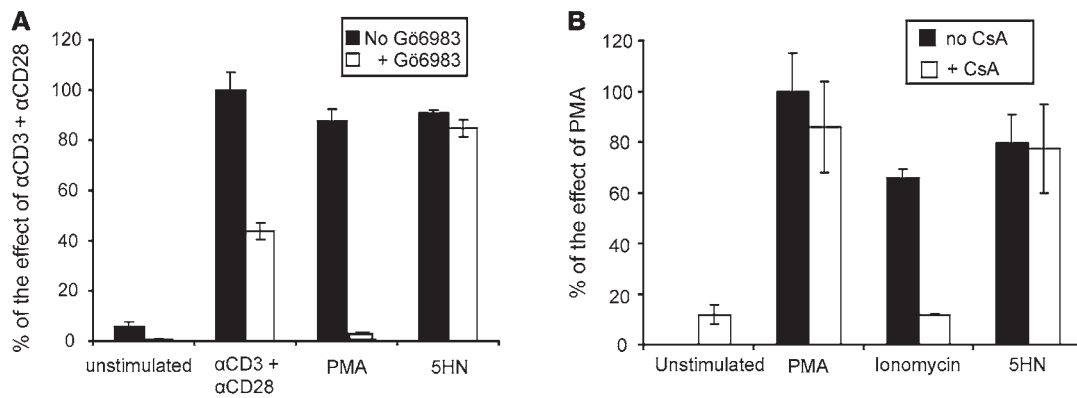 A
% of the effect of αCD3 + αCD28
120
100
80
60
40
20
0
No Gö6983
+ Gö6983
unstimulated
αCD3 +
αCD28
PMA
5HN
B
% of the effect of PMA
120
100
80
60
40
20
0
no CsA
+ CsA
Unstimulated
PMA
Ionomycin
5HN